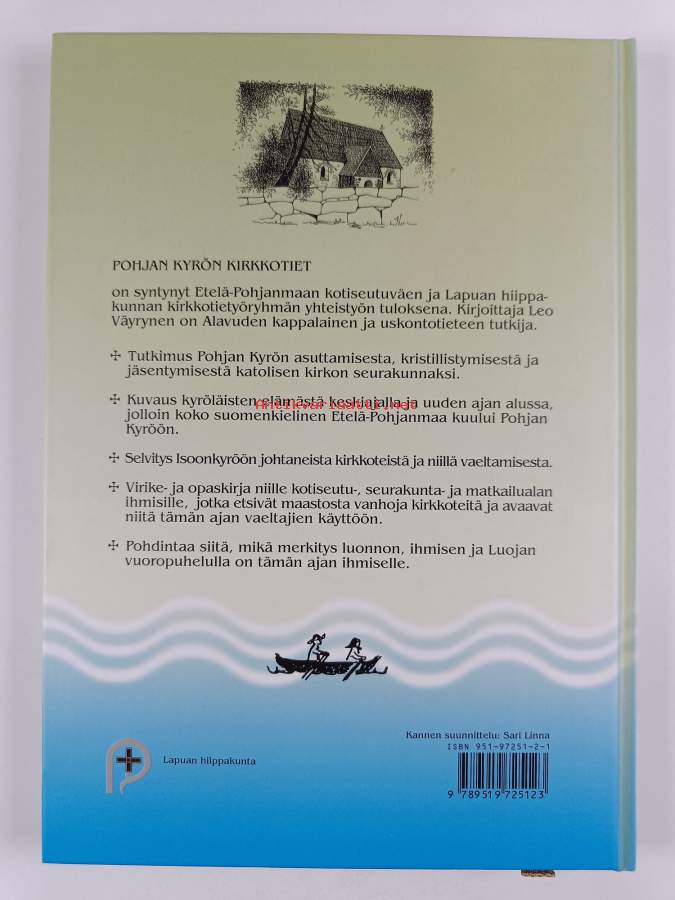 POHJAN KYRÖN KIRKKOTIET
on syntynyt Etelä-Pohjanmaan kotiseutuväen ja Lapuan hiippa-
kunnan kirkkotietyöryhmän yhteistyön tuloksena. Kirjoittaja Leo
Väyrynen on Alavuden kappalainen ja uskontotieteen tutkija.
Tutkimus Pohjan Kyrön asuttamisesta, kristillistymisestä ja
jäsentymisestä katolisen kirkon seurakunnaksi.
Kuvaus kyröläisten elämästä keskiajalla ja uuden ajan alussa,
Antikvariaatti.net
jolloin koko suomenkielinen Etelä-Pohjanmaa kuului Pohjan
Kyröön.
Selvitys Isoonkyröön johtaneista kirkkoteistä ja niillä vaeltamisesta.
Virike- ja opaskirja niille kotiseutu-, seurakunta- ja matkailualan
ihmisille, jotka etsivät maastosta vanhoja kirkkoteitä ja avaavat
niitä tämän ajan vaeltajien käyttöön.
Pohdintaa siitä, mikä merkitys luonnon, ihmisen ja Luojan
vuoropuhelulla on tämän ajan ihmiselle.
Kannen suunnittelu: Sari Linna
ISBN 951-97251-2-1
Lapuan hiippakunta
9 789519 725123